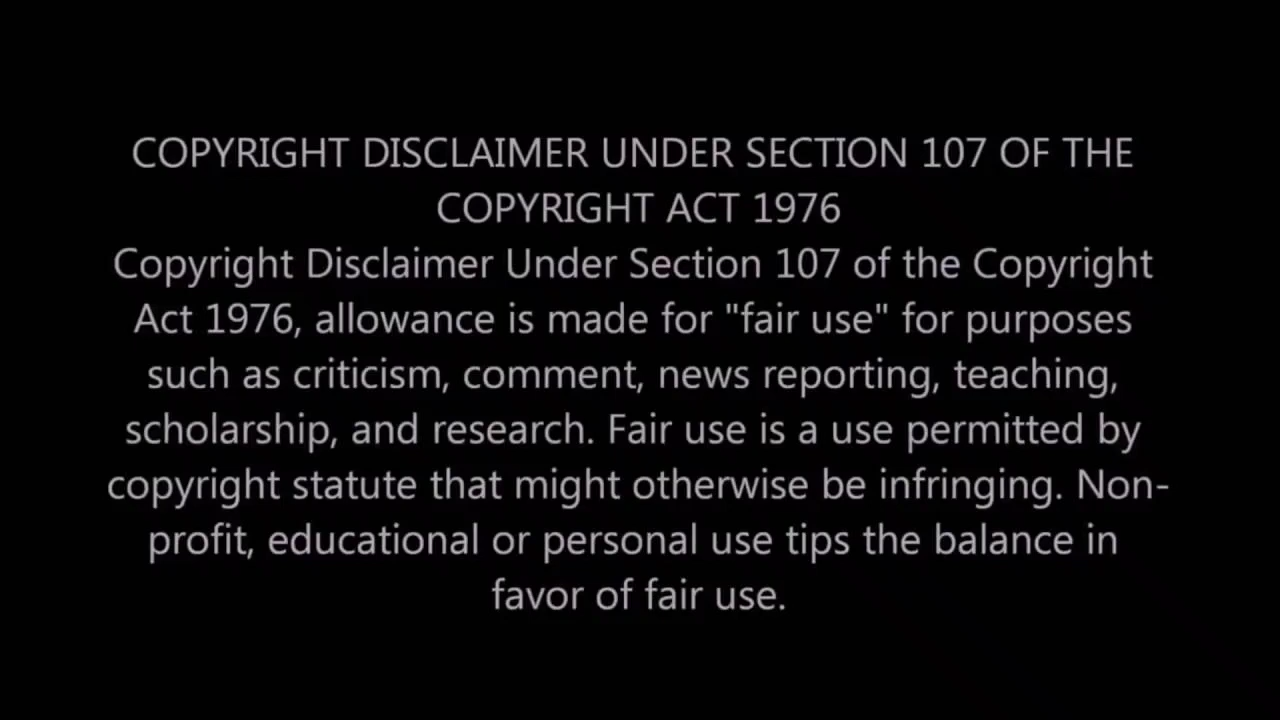 COPYRIGHT DISCLAIMER UNDER SECTION 107 OF THE
COPYRIGHT ACT 1976
Copyright Disclaimer Under Section 107 of the Copyright
Act 1976, allowance is made for "fair use" for purposes
such as criticism, comment, news reporting, teaching,
scholarship, and research. Fair use is a use permitted by
copyright statute that might otherwise be infringing. Non-
profit, educational or personal use tips the balance in
favor of fair use.